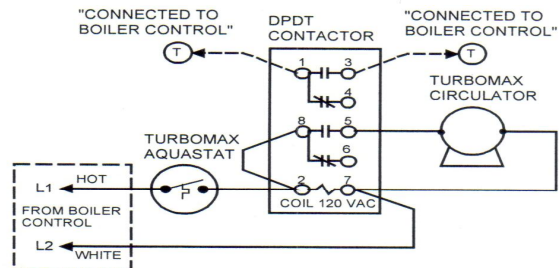 "CONNECTED TO
BOILER CONTROL"
T
DPDT
CONTACTOR
"CONNECTED TO
BOILER CONTROL"
T
1
3
4
8
5
6
2
7
COIL 120 VAC
TURBOMAX
CIRCULATOR
TURBOMAX
AQUASTAT
L1
HOT
FROM BOILER
CONTROL
L2
WHITE